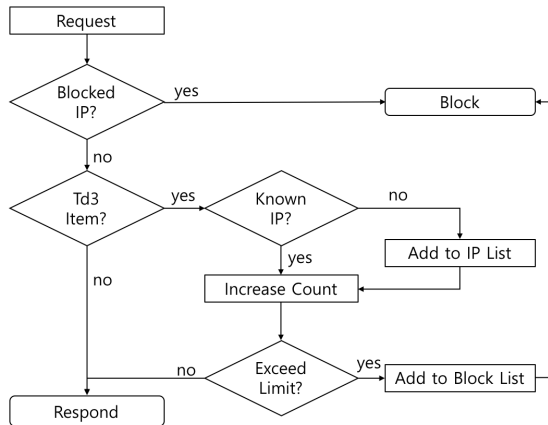 Request
Blocked
IP?
yes
Block
no
Td3
Item?
yes
Known
IP?
no
Add to IP List
yes
no
Increase Count
Exceed
Limit?
no
yes
Add to Block List
Respond